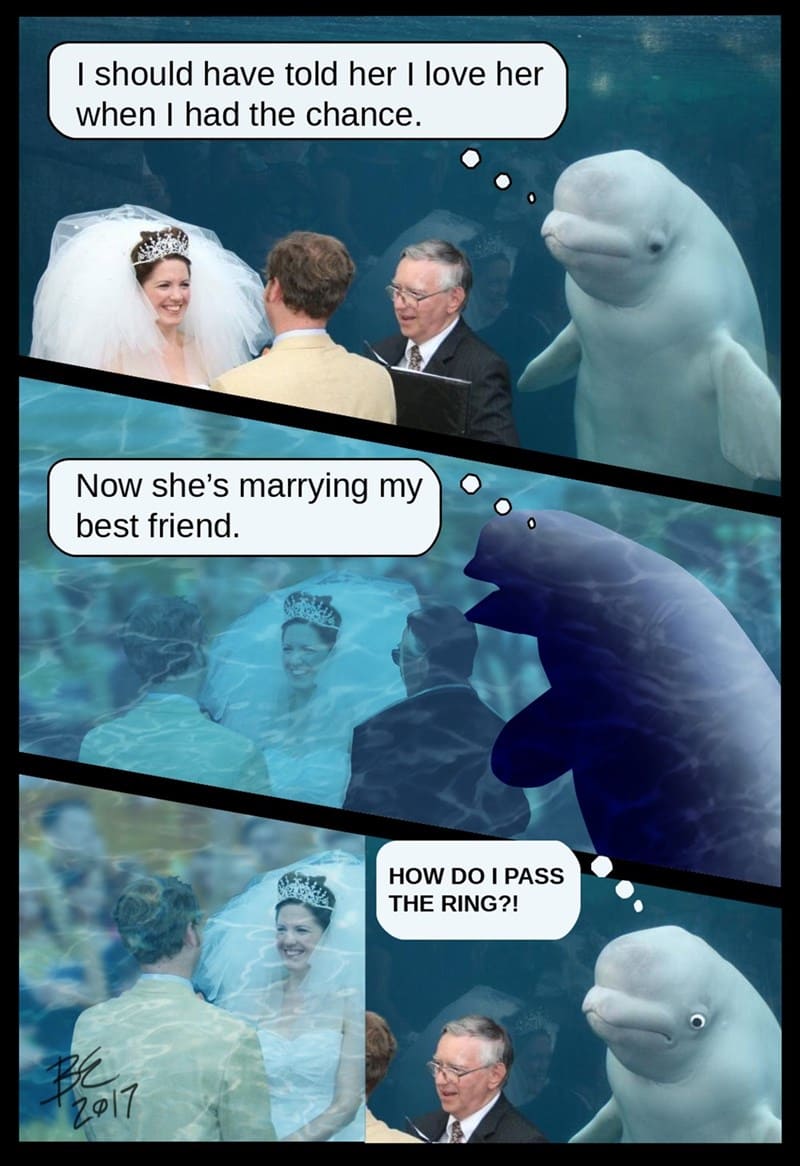 I should have told her I love her
when I had the chance.
Now she’s marrying my
best friend.
HOW DO I PASS
THE RING?!
BE
2017